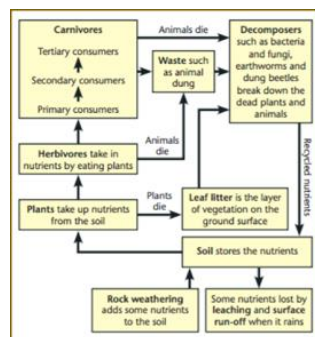 Carnivores
Tertiary consumers
Secondary consumers
Primary consumers
Animals die
Waste such
as animal
dung
Decomposers
such as bacteria
and fungi,
earthworms and
dung beetles
break down the
dead plants and
animals
Animals
die
Herbivores take in
nutrients by eating plants
Recycled nutrients
Plants take up nutrients
from the soil
Plants
die
Leaf litter is the layer
of vegetation on the
ground surface
Soil stores the nutrients
Rock weathering
adds some nutrients
to the soil
Some nutrients lost by
leaching and surface
run-off when it rains